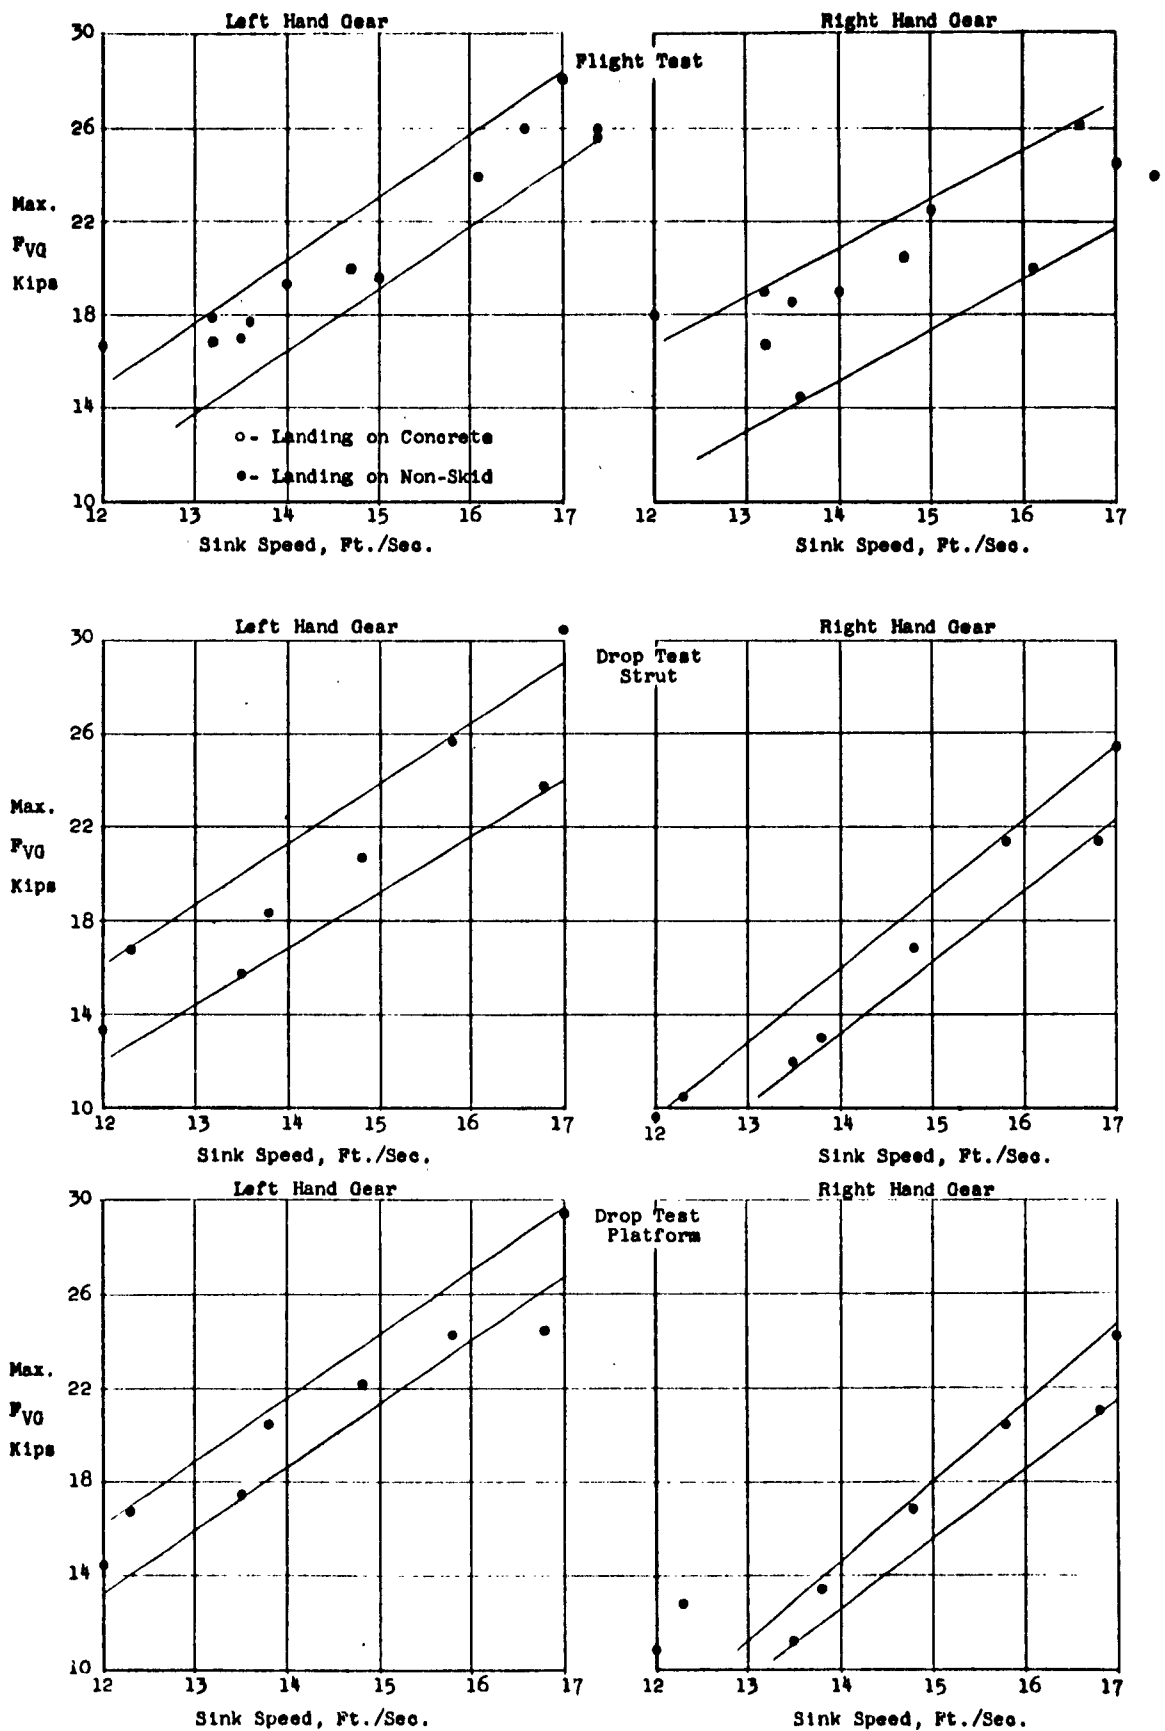 Left Hand Gear
Right Hand Gear
Flight Test
30
26
22
18
14
10
Max.
FVG
Kips
o - Landing on Concrete
● - Landing on Non-Skid
12 13 14 15 16 17
12 13 14 15 16 17
Sink Speed, Ft./Sec.
Sink Speed, Ft./Sec.
Left Hand Gear
Right Hand Gear
Drop Test
Strut
30
26
22
18
14
10
Max.
FVG
Kips
12 13 14 15 16 17
12 13 14 15 16 17
Sink Speed, Ft./Sec.
Sink Speed, Ft./Sec.
Left Hand Gear
Right Hand Gear
Drop Test
Platform
30
26
22
18
14
10
Max.
FVG
Kips
12 13 14 15 16 17
12 13 14 15 16 17
Sink Speed, Ft./Sec.
Sink Speed, Ft./Sec.